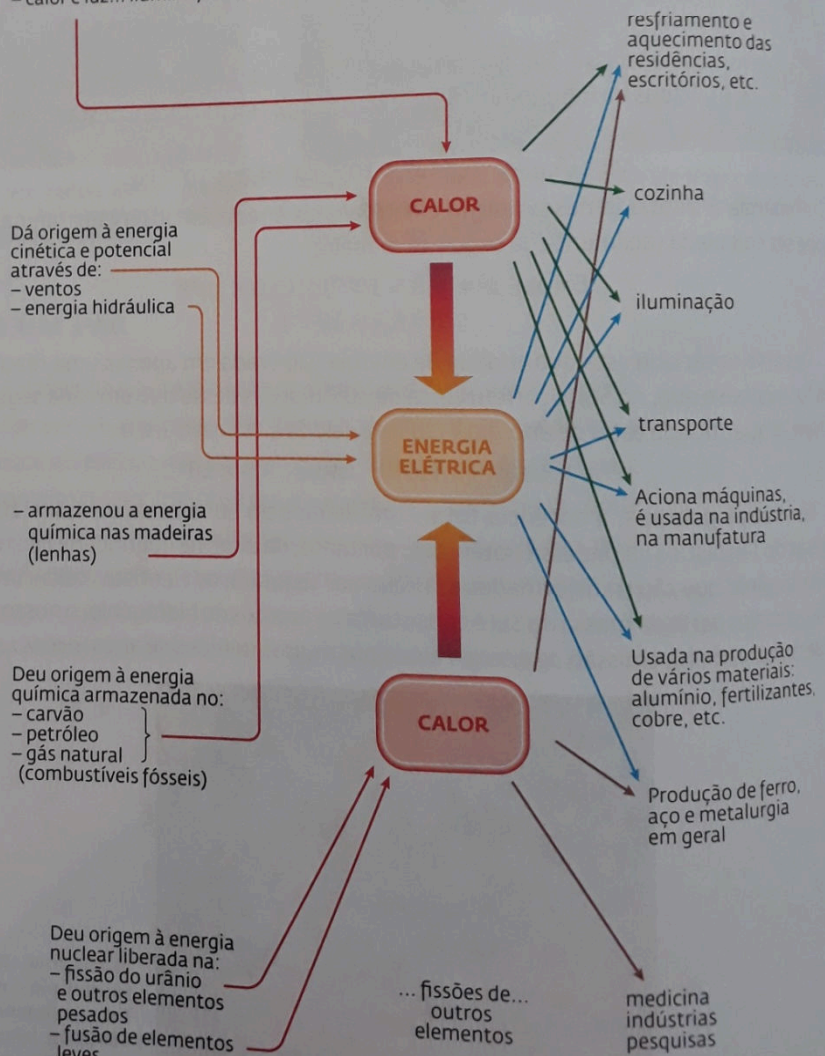 resfriamento e
aquecimento das
residências,
escritórios, etc.
CALOR
cozinha
Dá origem à energia
cinética e potencial
através de:
– ventos
– energia hidráulica
iluminação
transporte
ENERGIA
ELÉTRICA
– armazenou a energia
química nas madeiras
(lenhas)
Aciona máquinas,
é usada na indústria,
na manufatura
Deu origem à energia
química armazenada no:
– carvão
– petróleo
– gás natural
(combustíveis fósseis)
CALOR
Usada na produção
de vários materiais:
alumínio, fertilizantes,
cobre, etc.
Produção de ferro,
aço e metalurgia
em geral
Deu origem à energia
nuclear liberada na:
– fissão do urânio
e outros elementos
pesados
– fusão de elementos
leves
... fissões de...
outros
elementos
medicina
indústrias
pesquisas